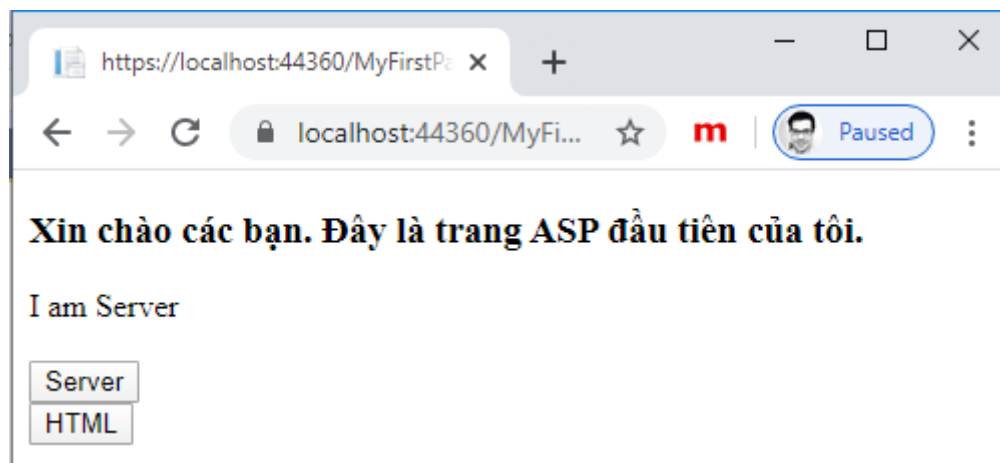 https://localhost:44360/MyFirstPa
localhost:44360/MyFi...
m
Paused
Xin chào các bạn. Đây là trang ASP đầu tiên của tôi.
I am Server
Server
HTML